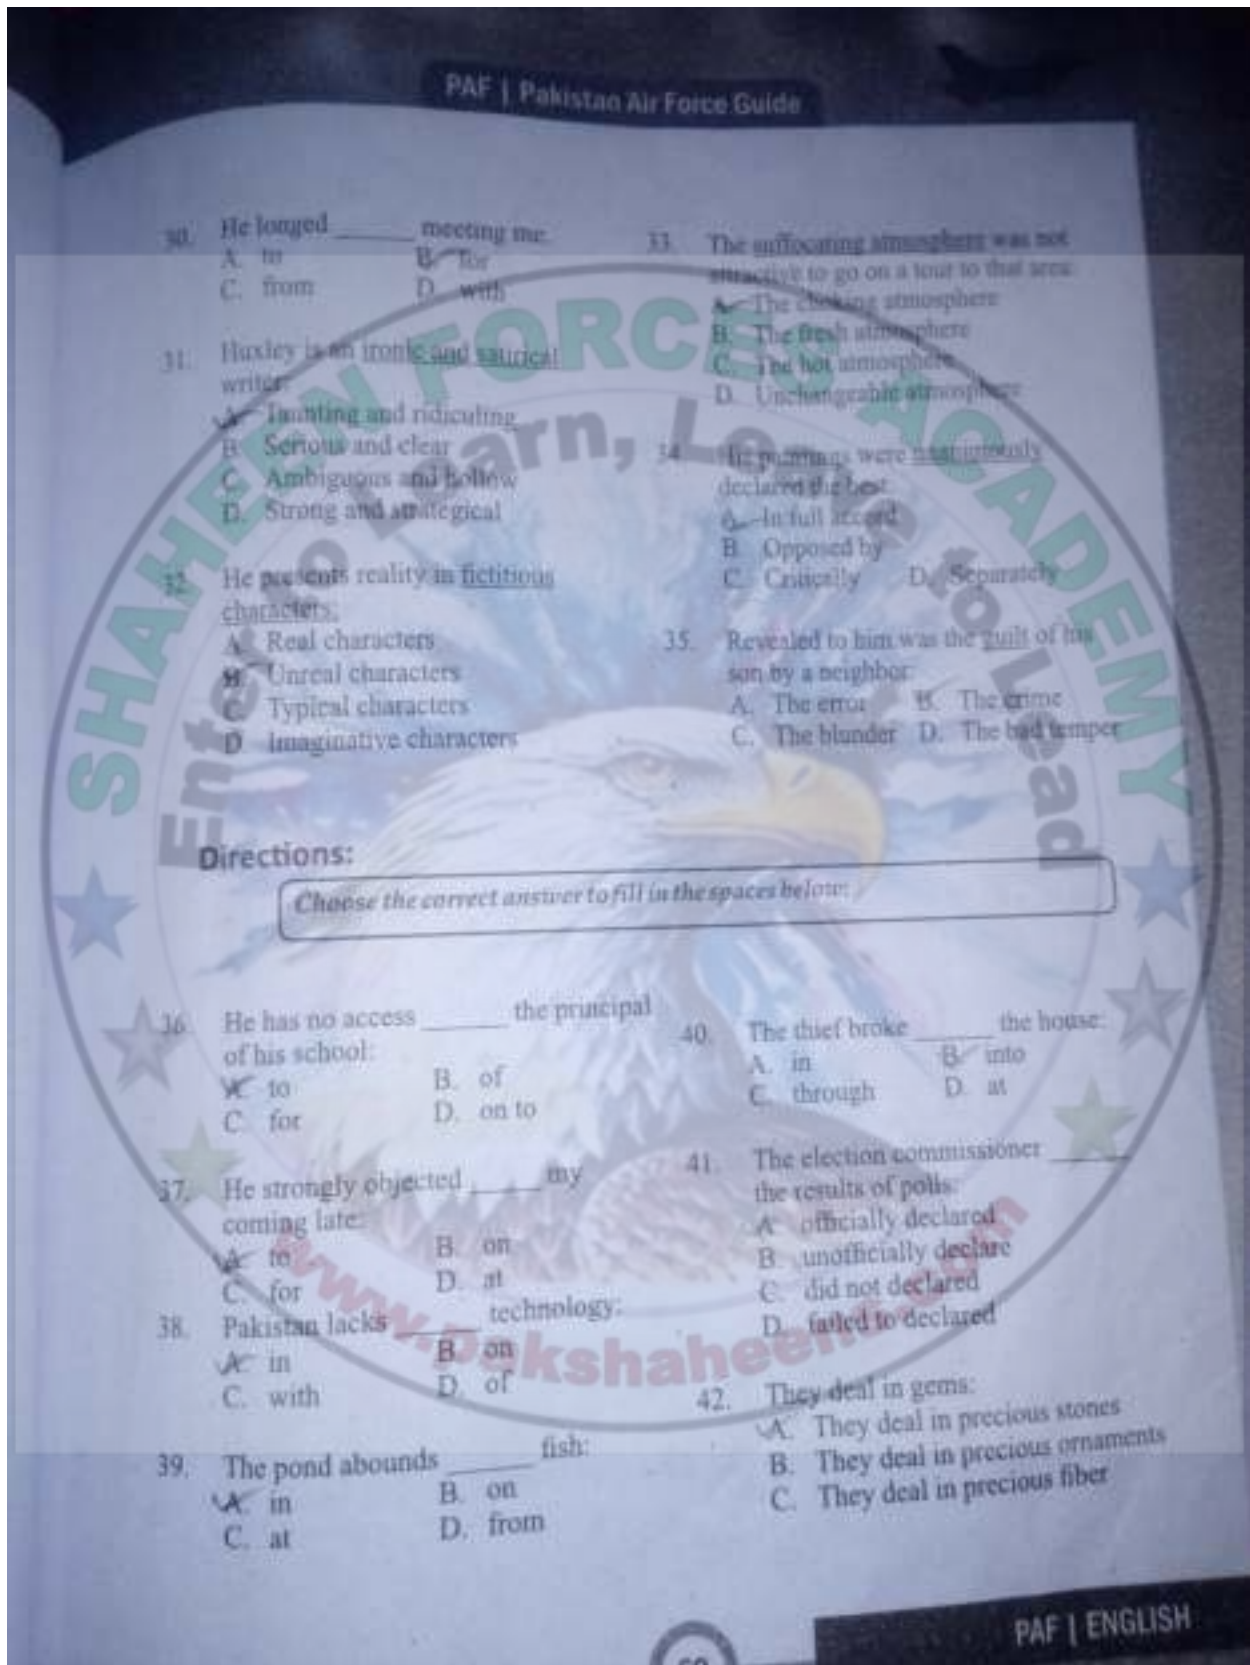 PAF | Pakistan Air Force Guide
30. He longed ______ meeting me.
A. to B. for
C. from D. with
31. Huxley is an ironic and satirical
writer:
A. Taunting and ridiculing
B. Serious and clear
C. Ambiguous and hollow
D. Strong and strategical
32. He presents reality in fictitious
characters:
A. Real characters
B. Unreal characters
C. Typical characters
D. Imaginative characters
33. The suffocating atmosphere was not
attractive to go on a tour to that area:
A. The choking atmosphere
B. The fresh atmosphere
C. The hot atmosphere
D. Unchangeable atmosphere
34. His paintings were unanimously
declared the best
A. In full accord
B. Opposed by
C. Critically D. Separately
35. Revealed to him was the guilt of his
son by a neighbor:
A. The error B. The crime
C. The blunder D. The bad temper
Directions:
Choose the correct answer to fill in the spaces below:
36. He has no access ______ the principal
of his school:
A. to B. of
C. for D. on to
37. He strongly objected _____ my
coming late:
A. to B. on
C. for D. at
38. Pakistan lacks _____ technology:
A. in B. on
C. with D. of
39. The pond abounds ______ fish:
A. in B. on
C. at D. from
40. The thief broke ______ the house:
A. in B. into
C. through D. at
41. The election commissioner ______
the results of polls:
A. officially declared
B. unofficially declare
C. did not declared
D. failed to declared
42. They deal in gems:
A. They deal in precious stones
B. They deal in precious ornaments
C. They deal in precious fiber
PAF | ENGLISH
SHAHEEN FORCES ACADEMY
Enter to Learn, Leave to Lead
www.pakshaheens.com